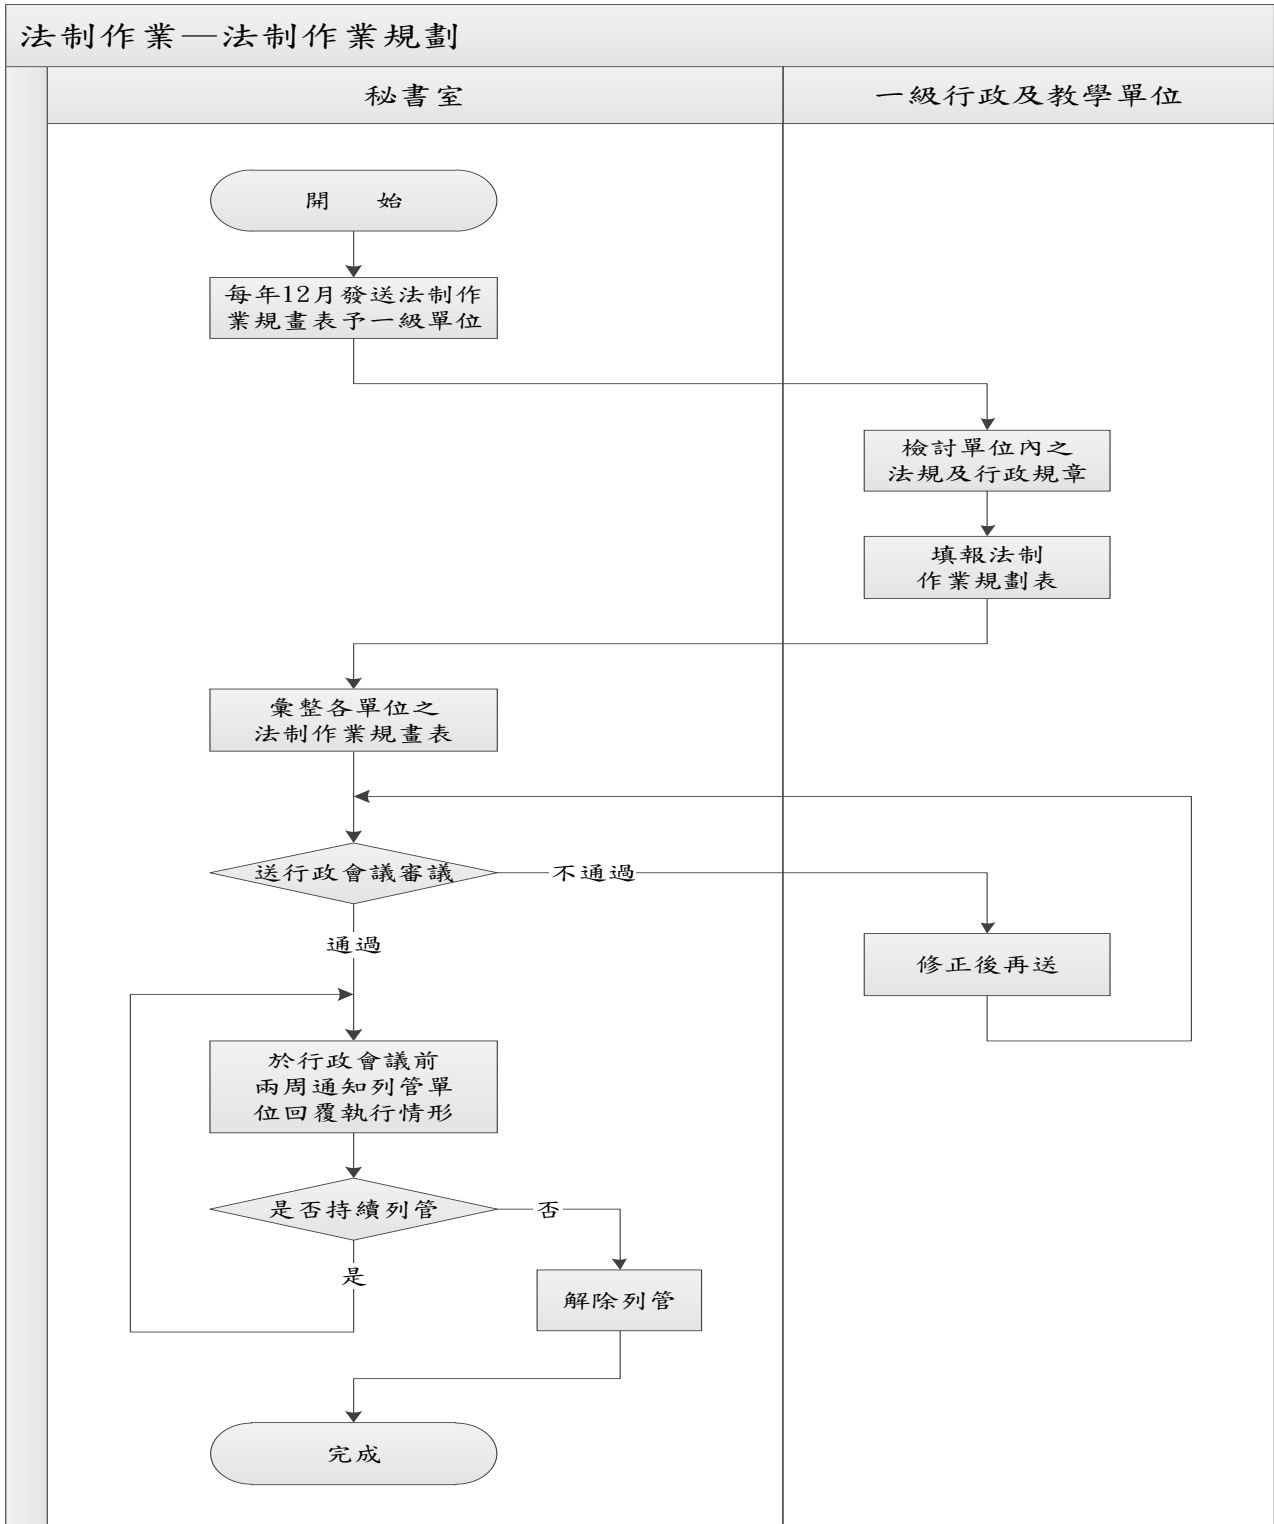 法制作業—法制作業規劃
秘書室
一級行政及教學單位
開 始
每年12月發送法制作
業規畫表予一級單位
檢討單位內之
法規及行政規章
填報法制
作業規劃表
彙整各單位之
法制作業規畫表
送行政會議審議
不通過
通過
修正後再送
於行政會議前
兩周通知列管單
位回覆執行情形
是否持續列管
否
是
解除列管
完成